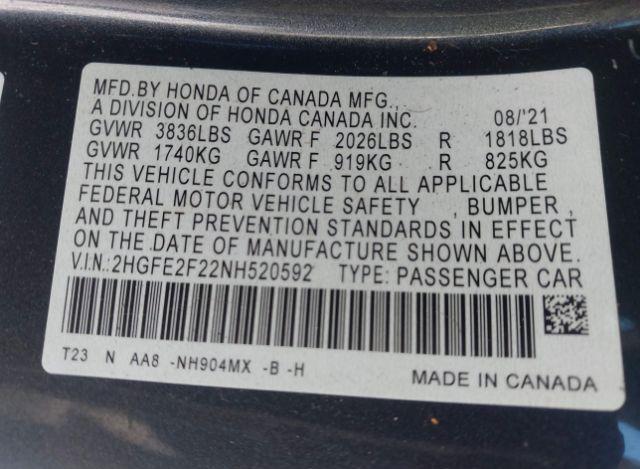 MFD.BY HONDA OF CANADA MFG.,
A DIVISION OF HONDA CANADA INC. 08/'21
GVWR 3836LBS GAWR F 2026LBS R 1818LBS
GVWR 1740KG GAWR F 919KG R 825KG
THIS VEHICLE CONFORMS TO ALL APPLICABLE
FEDERAL MOTOR VEHICLE SAFETY , BUMPER ,
AND THEFT PREVENTION STANDARDS IN EFFECT
ON THE DATE OF MANUFACTURE SHOWN ABOVE.
V.I.N.:2HGFE2F22NH520592 TYPE: PASSENGER CAR
T23 N AA8 -NH904MX -B -H
MADE IN CANADA